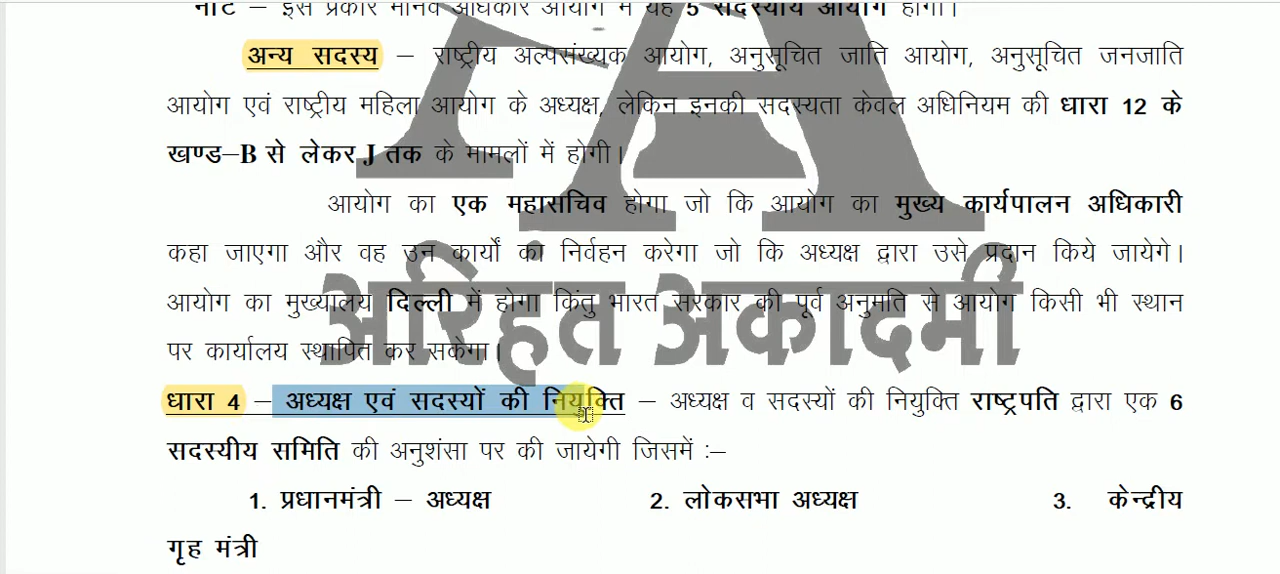 नोट – इस प्रकार मानव अधिकार आयोग में यह 5 सदस्यीय आयोग होगा।
अन्य सदस्य – राष्ट्रीय अल्पसंख्यक आयोग, अनुसूचित जाति आयोग, अनुसूचित जनजाति
आयोग एवं राष्ट्रीय महिला आयोग के अध्यक्ष, लेकिन इनकी सदस्यता केवल अधिनियम की धारा 12 के
खण्ड–B से लेकर J तक के मामलों में होगी।
आयोग का एक महासचिव होगा जो कि आयोग का मुख्य कार्यपालन अधिकारी
कहा जाएगा और वह उन कार्यों का निर्वहन करेगा जो कि अध्यक्ष द्वारा उसे प्रदान किये जायेगे।
आयोग का मुख्यालय दिल्ली में होगा किंतु भारत सरकार की पूर्व अनुमति से आयोग किसी भी स्थान
पर कार्यालय स्थापित कर सकेगा।
अरिहंत अकादमी
धारा 4 – अध्यक्ष एवं सदस्यों की नियुक्ति – अध्यक्ष व सदस्यों की नियुक्ति राष्ट्रपति द्वारा एक 6
सदस्यीय समिति की अनुशंसा पर की जायेगी जिसमें :–
1. प्रधानमंत्री – अध्यक्ष 2. लोकसभा अध्यक्ष 3. केन्द्रीय
गृह मंत्री